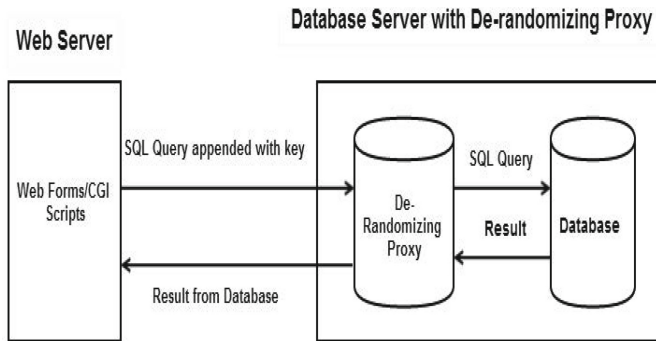 Database Server with De-randomizing Proxy
Web Server
SQL Query appended with key
SQL Query
Web Forms/CGI
Scripts
De-
Randomizing
Proxy
Result
Database
Result from Database